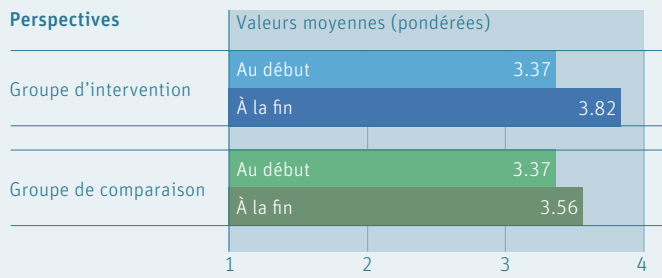 Perspectives
Valeurs moyennes (pondérées)
Groupe d’intervention
Au début 3.37
À la fin 3.82
Groupe de comparaison
Au début 3.37
À la fin 3.56
1 2 3 4